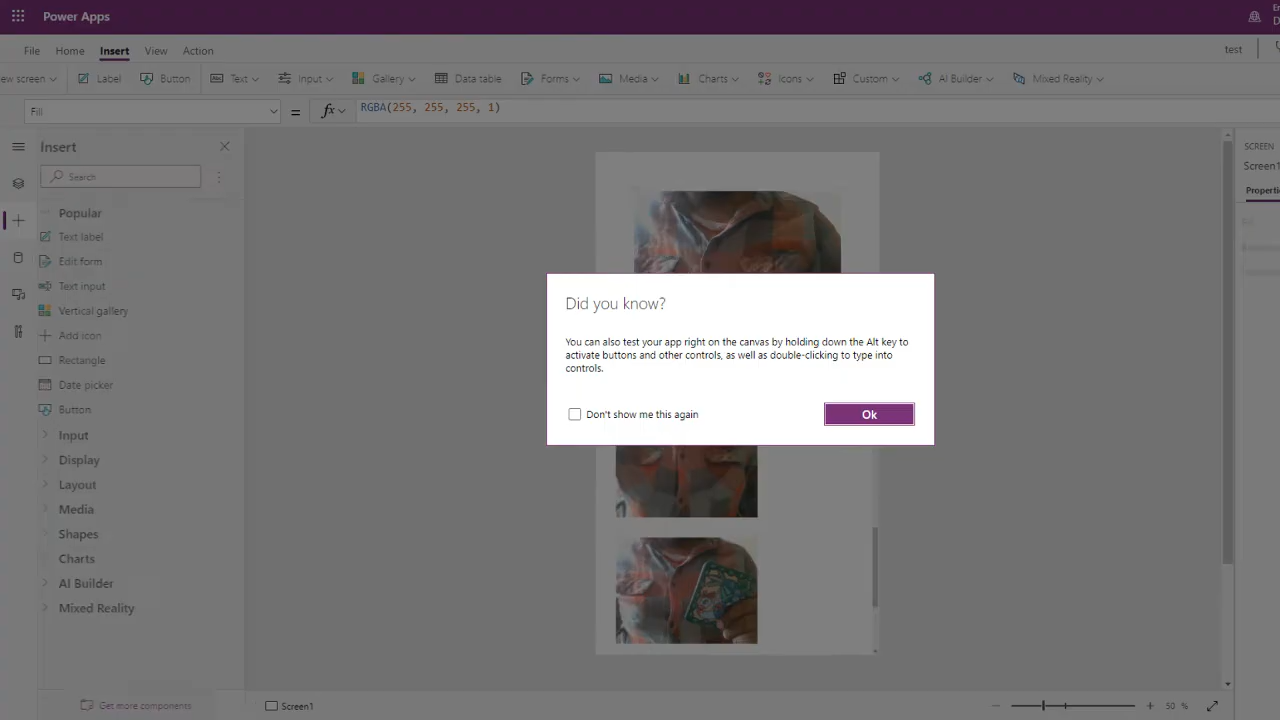 Power Apps
File Home Insert View Action
test
screen Label Button Text Input Gallery Data table Forms Media Charts Icons Custom AI Builder Mixed Reality
Fill = fx RGBA(255, 255, 255, 1)
Insert
Search
Popular
Text label
Edit form
Text input
Vertical gallery
Add icon
Rectangle
Date picker
Button
Input
Display
Layout
Media
Shapes
Charts
AI Builder
Mixed Reality
Get more components
Did you know?
You can also test your app right on the canvas by holding down the Alt key to
activate buttons and other controls, as well as double-clicking to type into
controls.
Don't show me this again
Ok
SCREEN
Screen1
Screen1
50 %